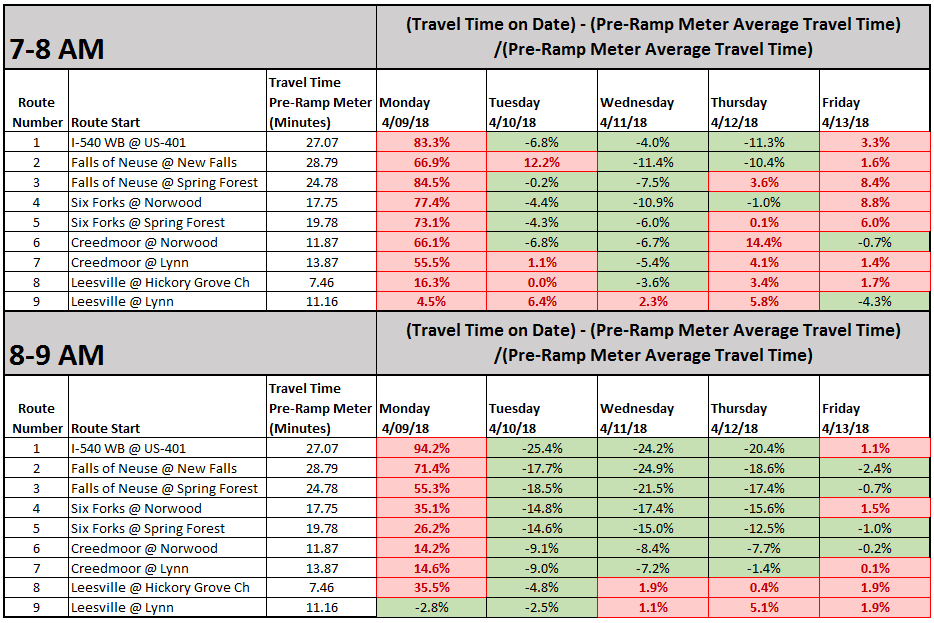 7-8 AM
(Travel Time on Date) - (Pre-Ramp Meter Average Travel Time)
/(Pre-Ramp Meter Average Travel Time)
Route Number Route Start Travel Time Pre-Ramp Meter (Minutes) Monday 4/09/18 Tuesday 4/10/18 Wednesday 4/11/18 Thursday 4/12/18 Friday 4/13/18
1 I-540 WB @ US-401 27.07 83.3% -6.8% -4.0% -11.3% 3.3%
2 Falls of Neuse @ New Falls 28.79 66.9% 12.2% -11.4% -10.4% 1.6%
3 Falls of Neuse @ Spring Forest 24.78 84.5% -0.2% -7.5% 3.6% 8.4%
4 Six Forks @ Norwood 17.75 77.4% -4.4% -10.9% -1.0% 8.8%
5 Six Forks @ Spring Forest 19.78 73.1% -4.3% -6.0% 0.1% 6.0%
6 Creedmoor @ Norwood 11.87 66.1% -6.8% -6.7% 14.4% -0.7%
7 Creedmoor @ Lynn 13.87 55.5% 1.1% -5.4% 4.1% 1.4%
8 Leesville @ Hickory Grove Ch 7.46 16.3% 0.0% -3.6% 3.4% 1.7%
9 Leesville @ Lynn 11.16 4.5% 6.4% 2.3% 5.8% -4.3%
8-9 AM
(Travel Time on Date) - (Pre-Ramp Meter Average Travel Time)
/(Pre-Ramp Meter Average Travel Time)
Route Number Route Start Travel Time Pre-Ramp Meter (Minutes) Monday 4/09/18 Tuesday 4/10/18 Wednesday 4/11/18 Thursday 4/12/18 Friday 4/13/18
1 I-540 WB @ US-401 27.07 94.2% -25.4% -24.2% -20.4% 1.1%
2 Falls of Neuse @ New Falls 28.79 71.4% -17.7% -24.9% -18.6% -2.4%
3 Falls of Neuse @ Spring Forest 24.78 55.3% -18.5% -21.5% -17.4% -0.7%
4 Six Forks @ Norwood 17.75 35.1% -14.8% -17.4% -15.6% 1.5%
5 Six Forks @ Spring Forest 19.78 26.2% -14.6% -15.0% -12.5% -1.0%
6 Creedmoor @ Norwood 11.87 14.2% -9.1% -8.4% -7.7% -0.2%
7 Creedmoor @ Lynn 13.87 14.6% -9.0% -7.2% -1.4% 0.1%
8 Leesville @ Hickory Grove Ch 7.46 35.5% -4.8% 1.9% 0.4% 1.9%
9 Leesville @ Lynn 11.16 -2.8% -2.5% 1.1% 5.1% 1.9%